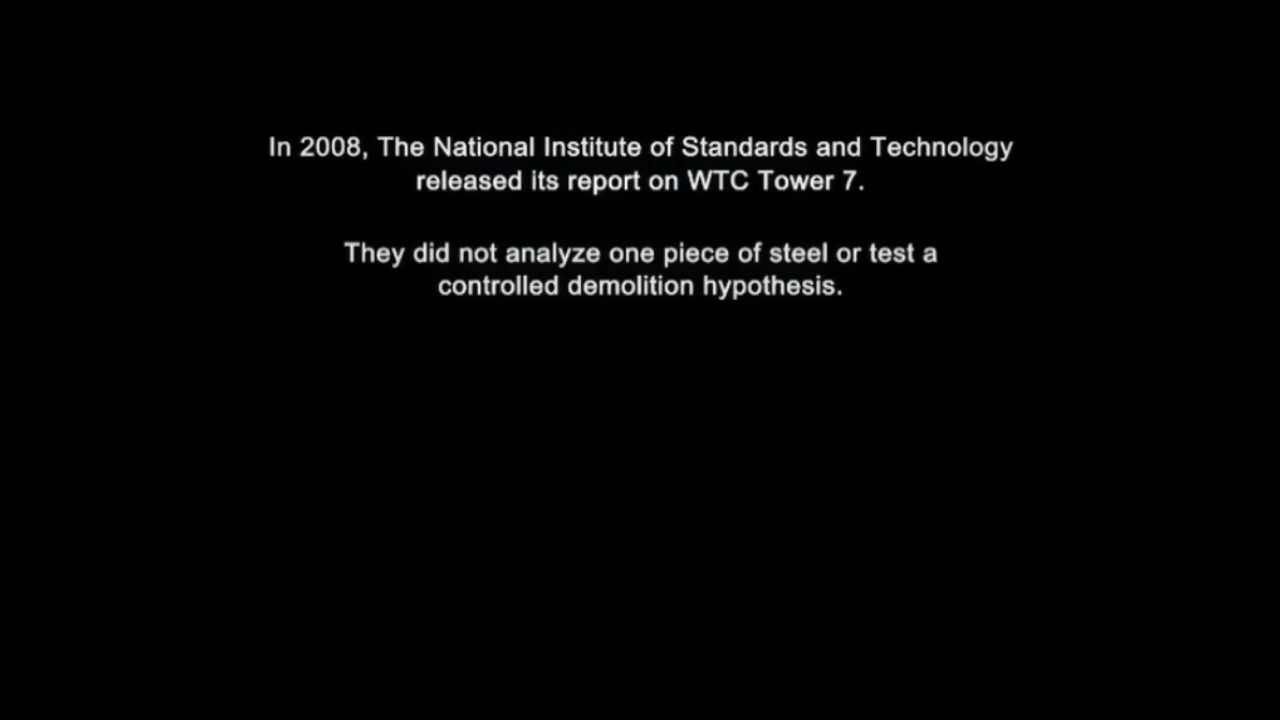 In 2008, The National Institute of Standards and Technology
released its report on WTC Tower 7.
They did not analyze one piece of steel or test a
controlled demolition hypothesis.